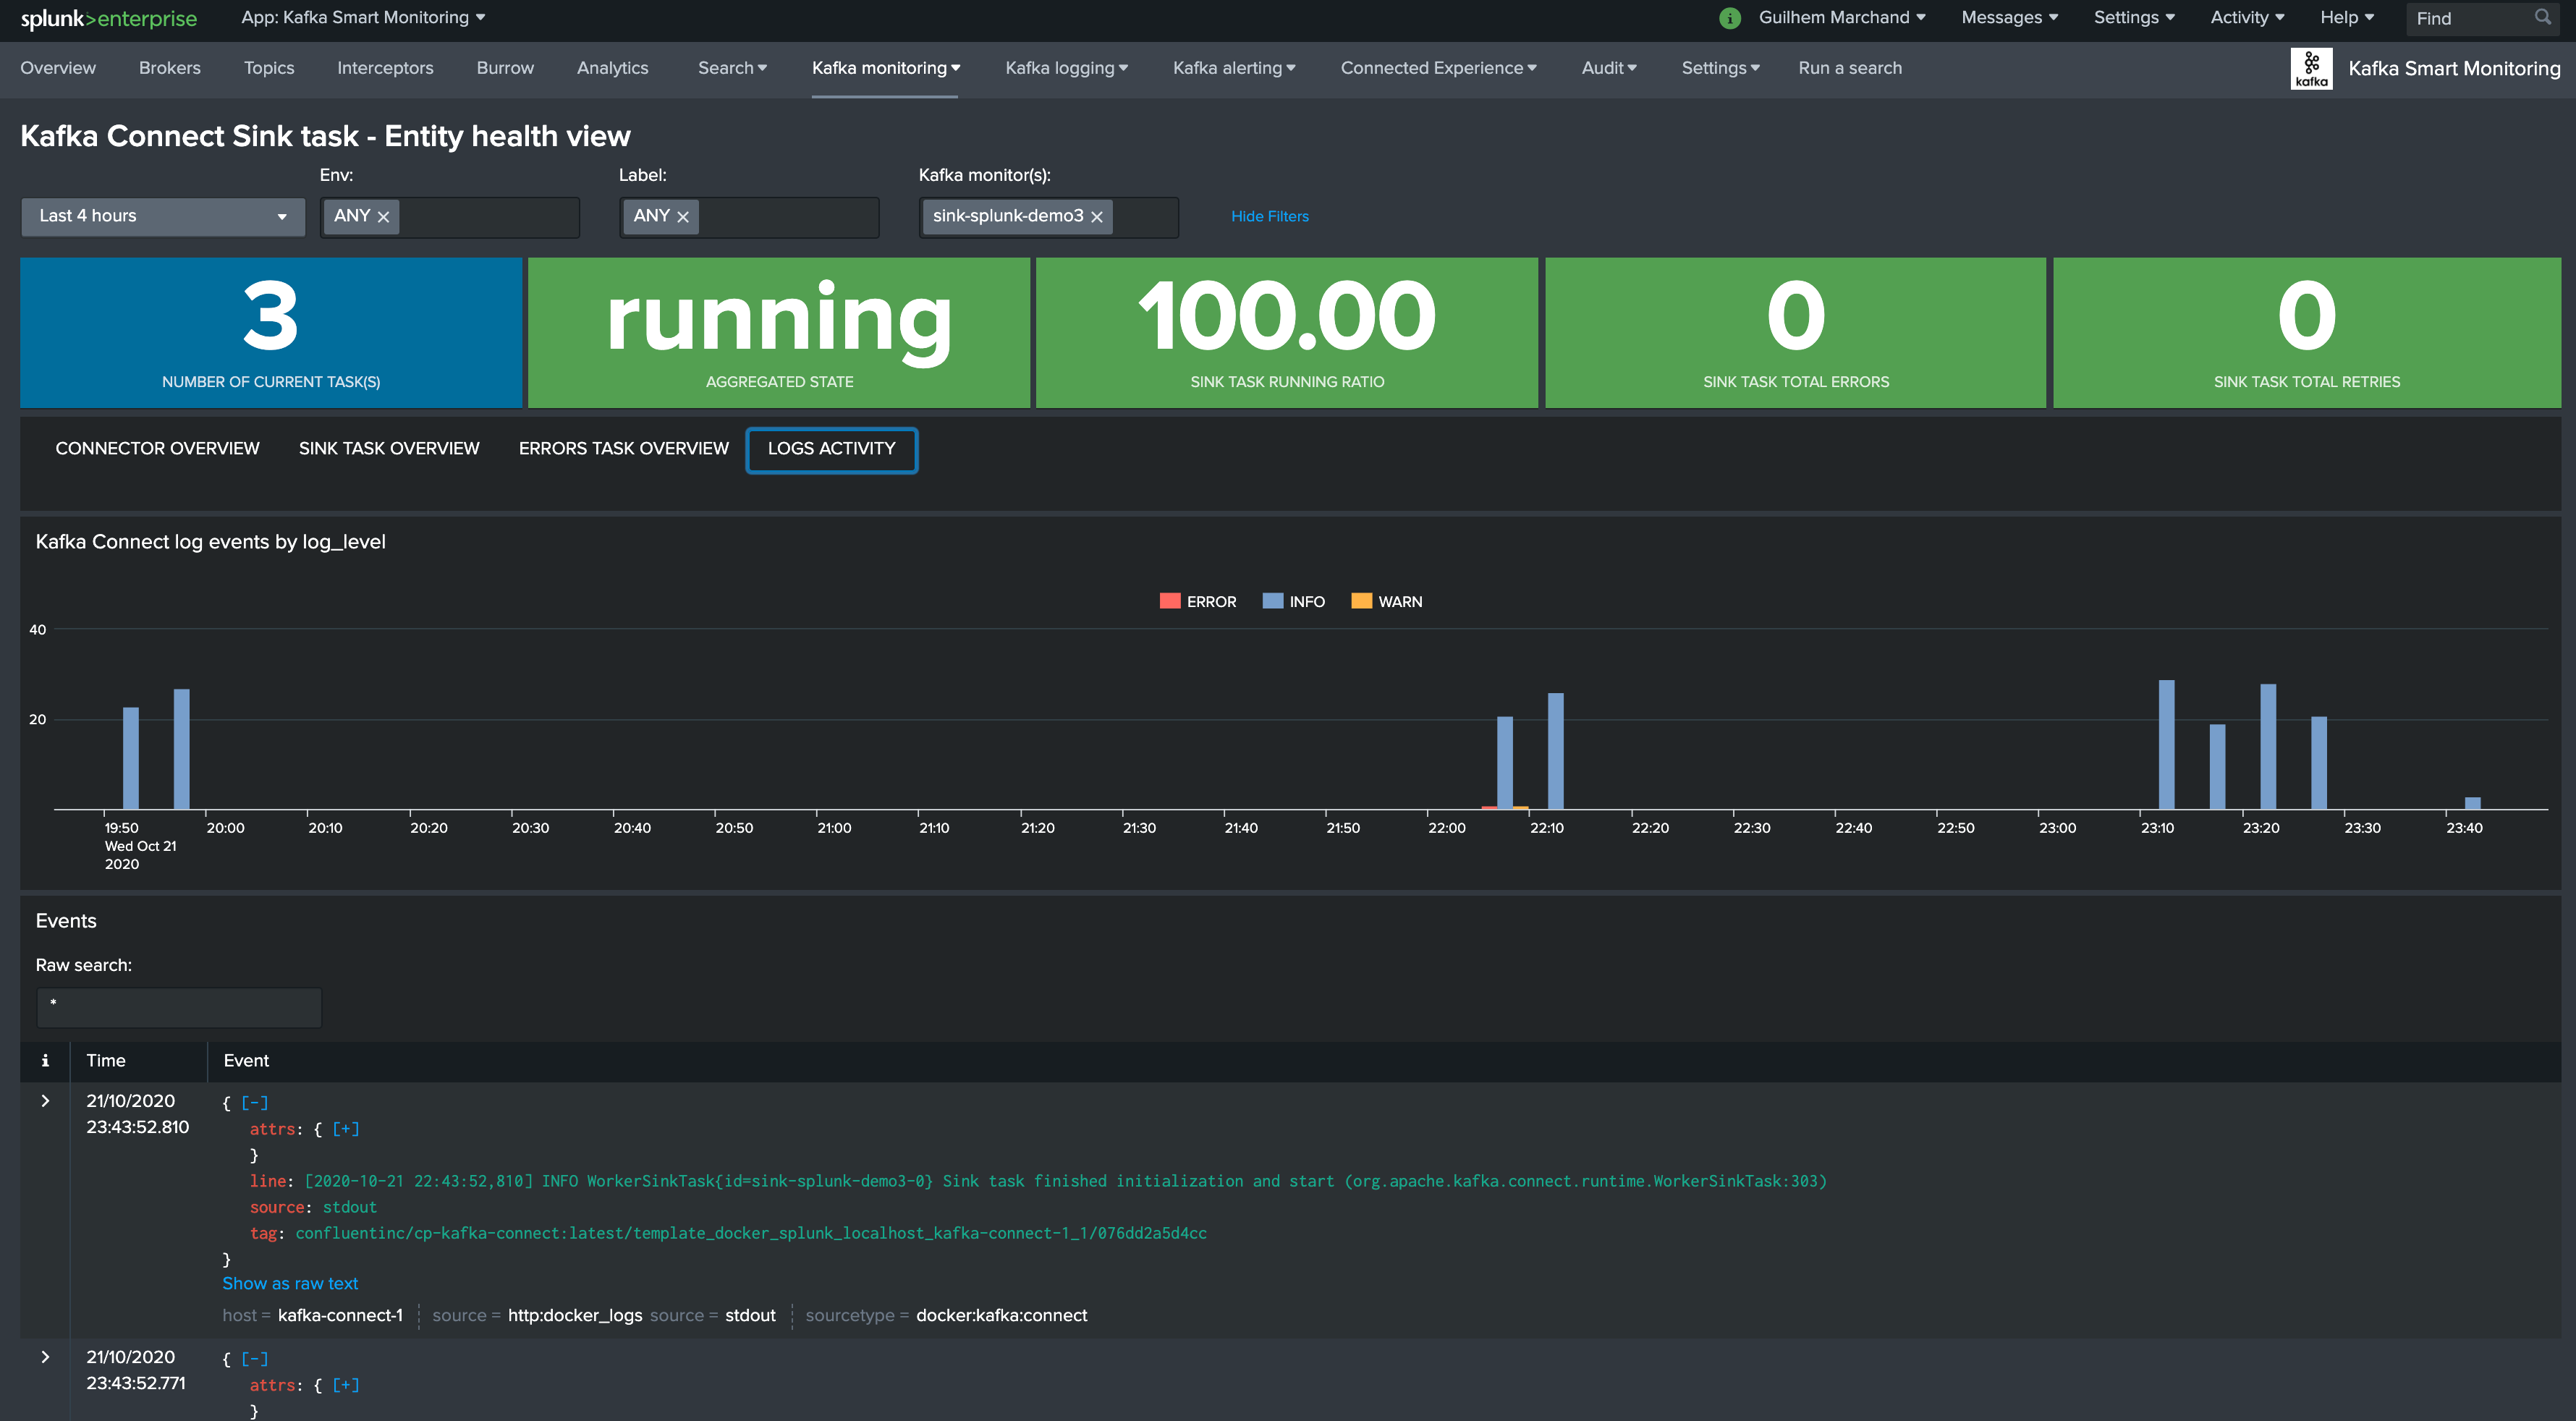 splunk>enterprise App: Kafka Smart Monitoring i Guilhem Marchand Messages Settings Activity Help Find
Overview Brokers Topics Interceptors Burrow Analytics Search Kafka monitoring Kafka logging Kafka alerting Connected Experience Audit Settings Run a search kafka Kafka Smart Monitoring
Kafka Connect Sink task - Entity health view
Env: Label: Kafka monitor(s):
Last 4 hours ANY ANY sink-splunk-demo3 Hide Filters
3 running 100.00 0 0
NUMBER OF CURRENT TASK(S) AGGREGATED STATE SINK TASK RUNNING RATIO SINK TASK TOTAL ERRORS SINK TASK TOTAL RETRIES
CONNECTOR OVERVIEW SINK TASK OVERVIEW ERRORS TASK OVERVIEW LOGS ACTIVITY
Kafka Connect log events by log_level
ERROR INFO WARN
40
20
19:50 20:00 20:10 20:20 20:30 20:40 20:50 21:00 21:10 21:20 21:30 21:40 21:50 22:00 22:10 22:20 22:30 22:40 22:50 23:00 23:10 23:20 23:30 23:40
Wed Oct 21
2020
Events
Raw search:
*
i Time Event
21/10/2020 { [-]
23:43:52.810 attrs: { [+]
}
line: [2020-10-21 22:43:52,810] INFO WorkerSinkTask{id=sink-splunk-demo3-0} Sink task finished initialization and start (org.apache.kafka.connect.runtime.WorkerSinkTask:303)
source: stdout
tag: confluentinc/cp-kafka-connect:latest/template_docker_splunk_localhost_kafka-connect-1_1/076dd2a5d4cc
}
Show as raw text
host = kafka-connect-1 source = http:docker_logs source = stdout sourcetype = docker:kafka:connect
21/10/2020 { [-]
23:43:52.771 attrs: { [+]
}